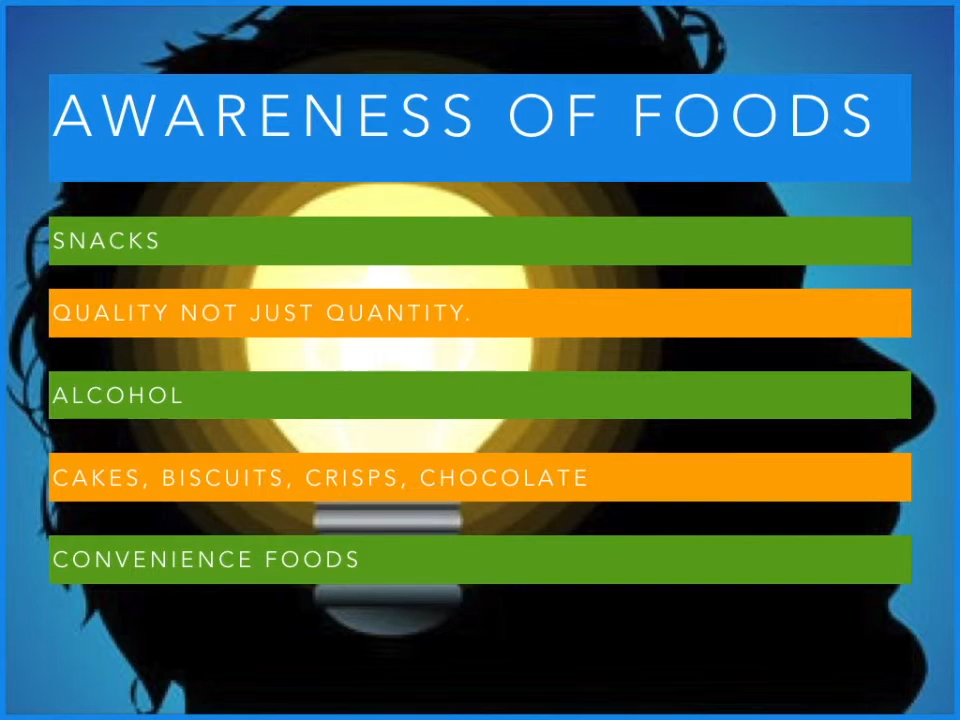 AWARENESS OF FOODS
SNACKS
QUALITY NOT JUST QUANTITY.
ALCOHOL
CAKES, BISCUITS, CRISPS, CHOCOLATE
CONVENIENCE FOODS